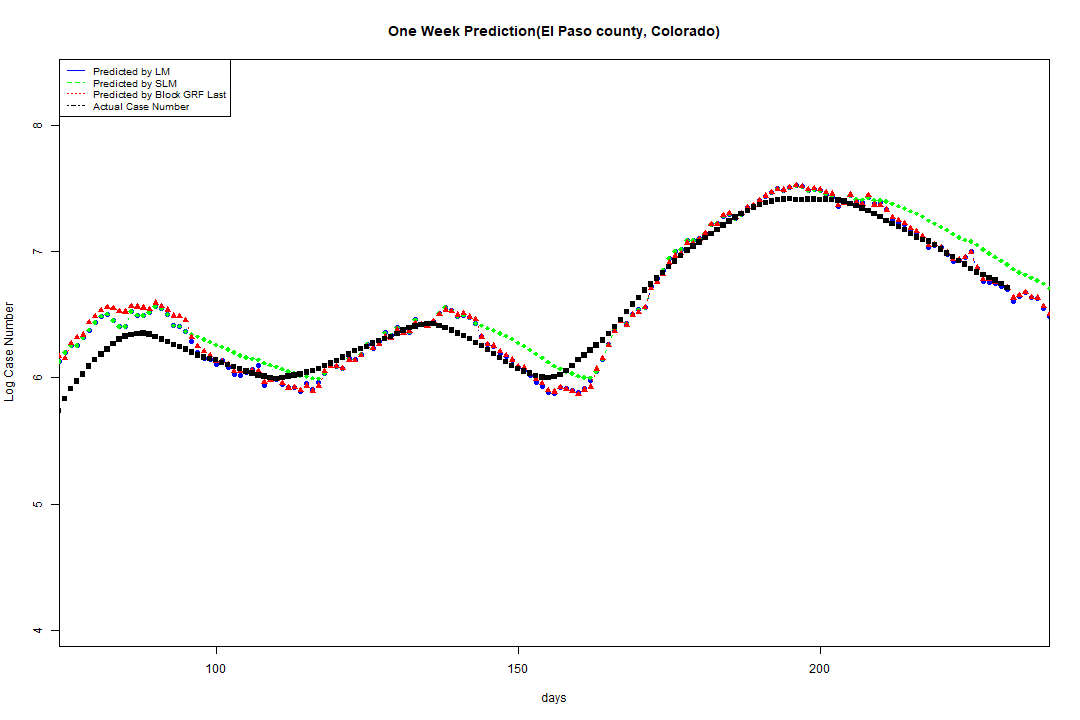 One Week Prediction(El Paso county, Colorado)
Predicted by LM
Predicted by SLM
Predicted by Block GRF Last
Actual Case Number
8
7
6
5
4
Log Case Number
100
150
200
days